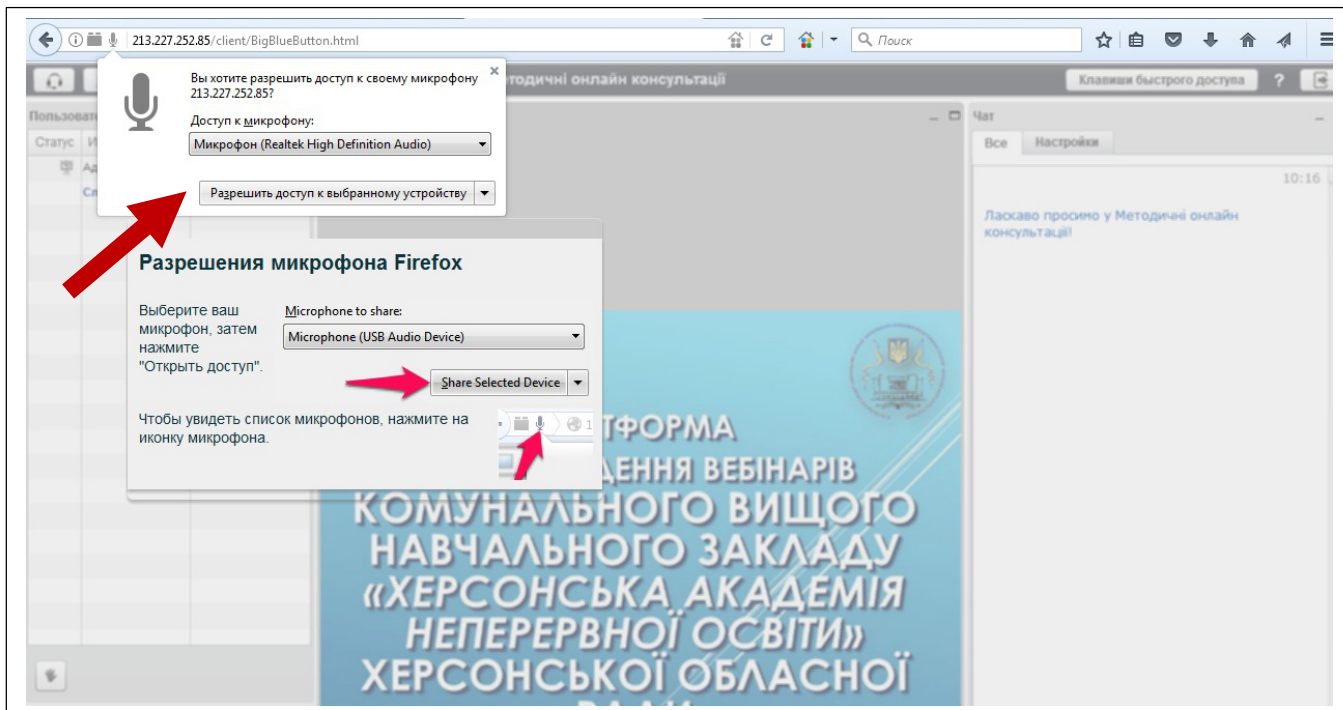 213.227.252.85/client/BigBlueButton.html
Поиск
Вы хотите разрешить доступ к своему микрофону
213.227.252.85?
Доступ к микрофону:
Микрофон (Realtek High Definition Audio)
Разрешить доступ к выбранному устройству
онлайн консультації
Клавиши быстрого доступа
?
Статус
Разрешения микрофона Firefox
Выберите ваш
микрофон, затем
нажмите
"Открыть доступ".
Microphone to share:
Microphone (USB Audio Device)
Share Selected Device
Чтобы увидеть список микрофонов, нажмите на
иконку микрофона.
Чат
Все
Настройки
10:16
Ласкаво просимо у Методичні онлайн
консультації!
ВЕБІНАРІВ
КОМУНАЛЬНОГО ВИЩОГО
НАВЧАЛЬНОГО ЗАКЛАДУ
«ХЕРСОНСЬКА АКАДЕМІЯ
НЕПЕРЕРВНОЇ ОСВІТИ»
ХЕРСОНСЬКОЇ ОБЛАСНОЇ